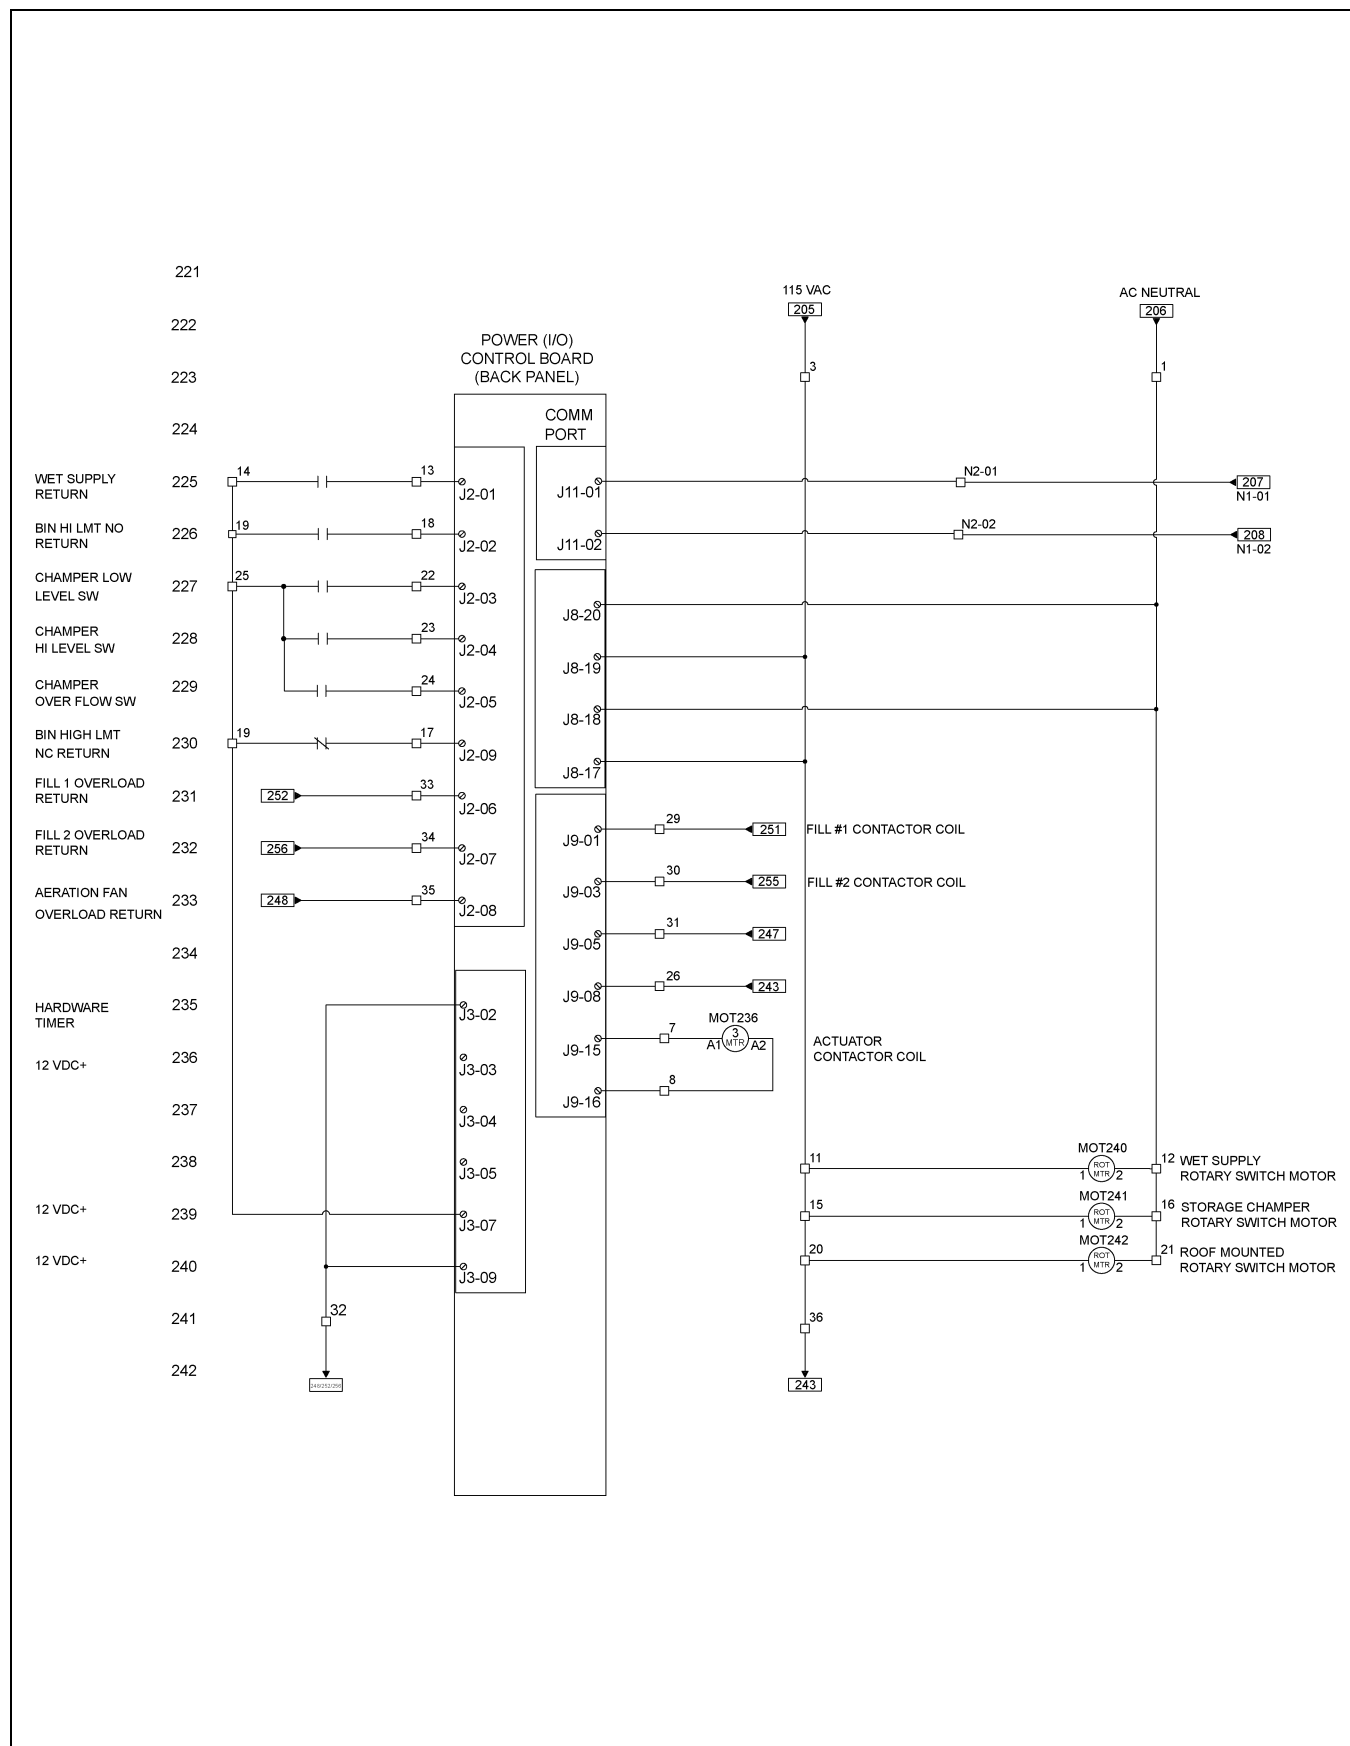 221
115 VAC
205
AC NEUTRAL
206
222
POWER (I/O)
CONTROL BOARD
(BACK PANEL)
223
3
1
COMM
PORT
224
WET SUPPLY
RETURN
225
14
13
J2-01
J11-01
N2-01
207
N1-01
BIN HI LMT NO
RETURN
226
19
18
J2-02
J11-02
N2-02
208
N1-02
CHAMPER LOW
LEVEL SW
227
25
22
J2-03
J8-20
CHAMPER
HI LEVEL SW
228
23
J2-04
J8-19
CHAMPER
OVER FLOW SW
229
24
J2-05
J8-18
BIN HIGH LMT
NC RETURN
230
19
17
J2-09
J8-17
FILL 1 OVERLOAD
RETURN
231
252
33
J2-06
J9-01
29
251
FILL #1 CONTACTOR COIL
FILL 2 OVERLOAD
RETURN
232
256
34
J2-07
J9-03
30
255
FILL #2 CONTACTOR COIL
AERATION FAN
OVERLOAD RETURN
233
248
35
J2-08
J9-05
31
247
234
J9-08
26
243
HARDWARE
TIMER
235
J3-02
J9-15
7
MOT236
A1
3
MTR
A2
ACTUATOR
CONTACTOR COIL
12 VDC+
236
J3-03
J9-16
8
237
J3-04
238
J3-05
11
MOT240
1
ROT
MTR
2
12
WET SUPPLY
ROTARY SWITCH MOTOR
12 VDC+
239
J3-07
15
MOT241
1
ROT
MTR
2
16
STORAGE CHAMPER
ROTARY SWITCH MOTOR
12 VDC+
240
J3-09
20
MOT242
1
ROT
MTR
2
21
ROOF MOUNTED
ROTARY SWITCH MOTOR
241
32
36
242
248/252/256
243